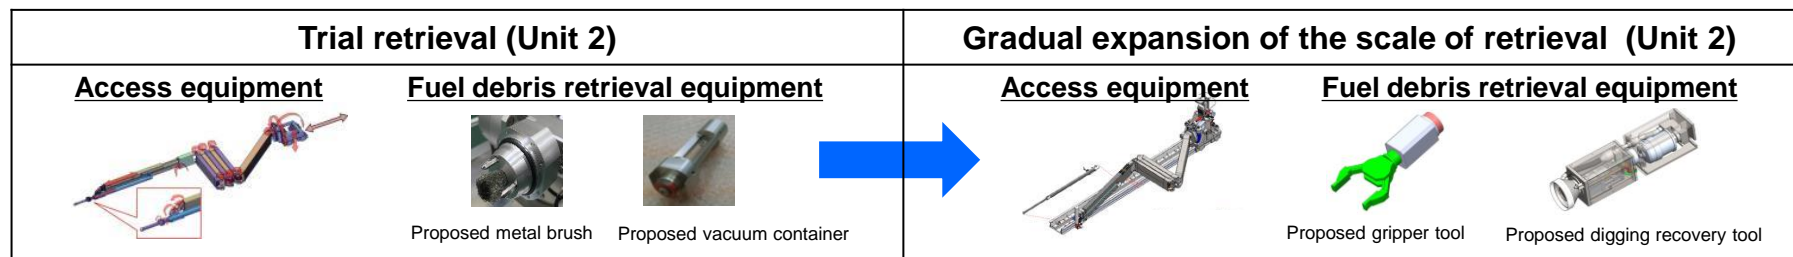 Trial retrieval (Unit 2)
Gradual expansion of the scale of retrieval (Unit 2)
Access equipment
Fuel debris retrieval equipment
Access equipment
Fuel debris retrieval equipment
Proposed metal brush
Proposed vacuum container
Proposed gripper tool
Proposed digging recovery tool